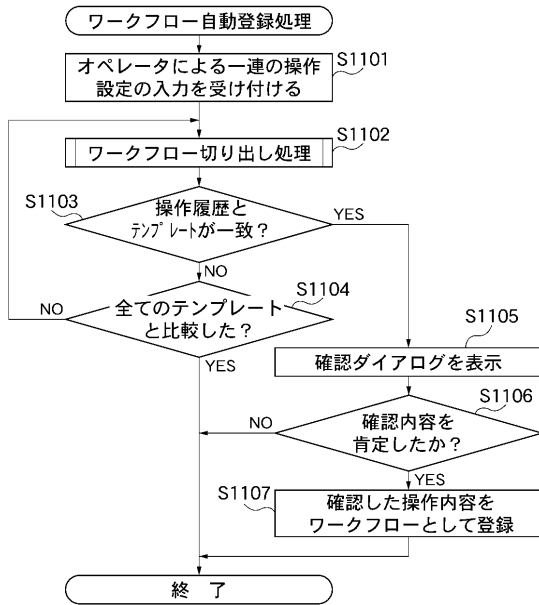 ワークフロー自動登録処理
S1101
オペレータによる一連の操作
設定の入力を受け付ける
S1102
ワークフロー切り出し処理
S1103
操作履歴と
テンプレートが一致？
YES
NO
S1104
全てのテンプレート
と比較した？
NO
YES
S1105
確認ダイアログを表示
S1106
確認内容を
肯定したか？
NO
YES
S1107
確認した操作内容を
ワークフローとして登録
終 了